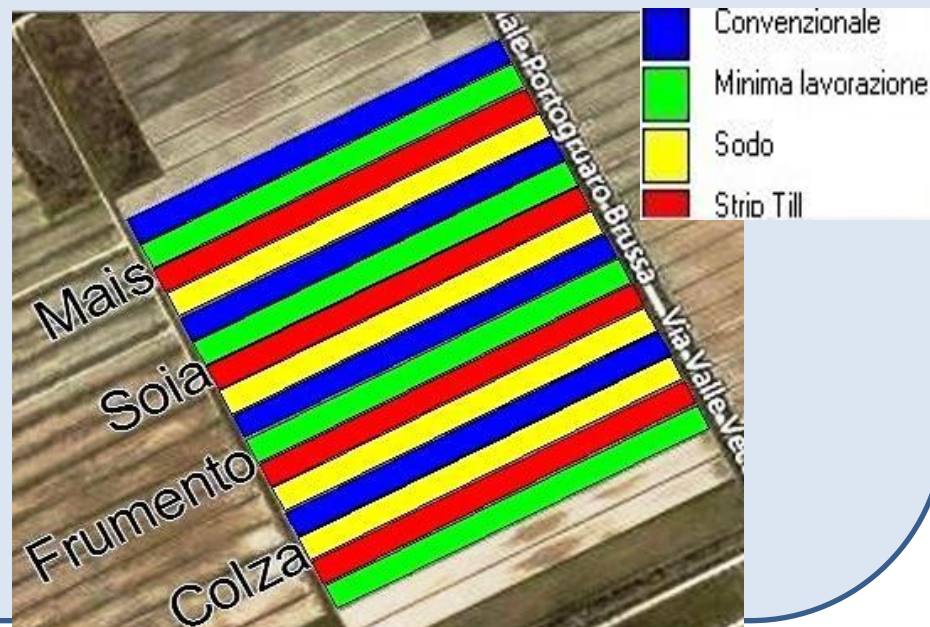 Convenzionale
Minima lavorazione
Sodo
Strip Till
Mais
Soia
Frumento
Colza
Portogruaro-Brussa
Via Valle